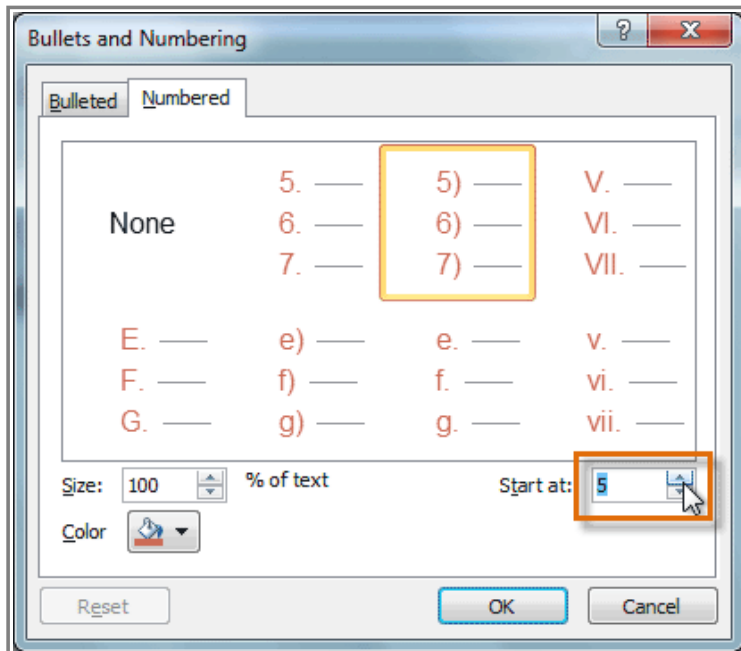 Bullets and Numbering
?
X
Bulleted
Numbered
5. 5) V.
None 6. 6) VI.
7. 7) VII.
E. e) e. v.
F. f) f. vi.
G. g) g. vii.
Size: 100 % of text Start at: 5
Color
Reset OK Cancel